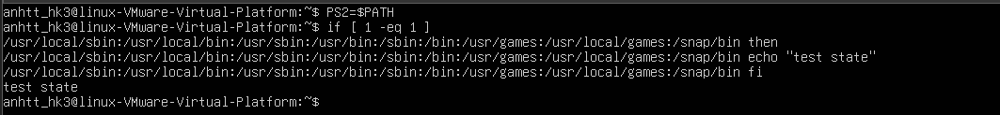 anhtt_hk3@linux-VMware-Virtual-Platform:~$ PS2=$PATH
anhtt_hk3@linux-VMware-Virtual-Platform:~$ if [ 1 -eq 1 ]
/usr/local/sbin:/usr/local/bin:/usr/sbin:/usr/bin:/sbin:/bin:/usr/games:/usr/local/games:/snap/bin then
/usr/local/sbin:/usr/local/bin:/usr/sbin:/usr/bin:/sbin:/bin:/usr/games:/usr/local/games:/snap/bin echo "test state"
/usr/local/sbin:/usr/local/bin:/usr/sbin:/usr/bin:/sbin:/bin:/usr/games:/usr/local/games:/snap/bin fi
test state
anhtt_hk3@linux-VMware-Virtual-Platform:~$